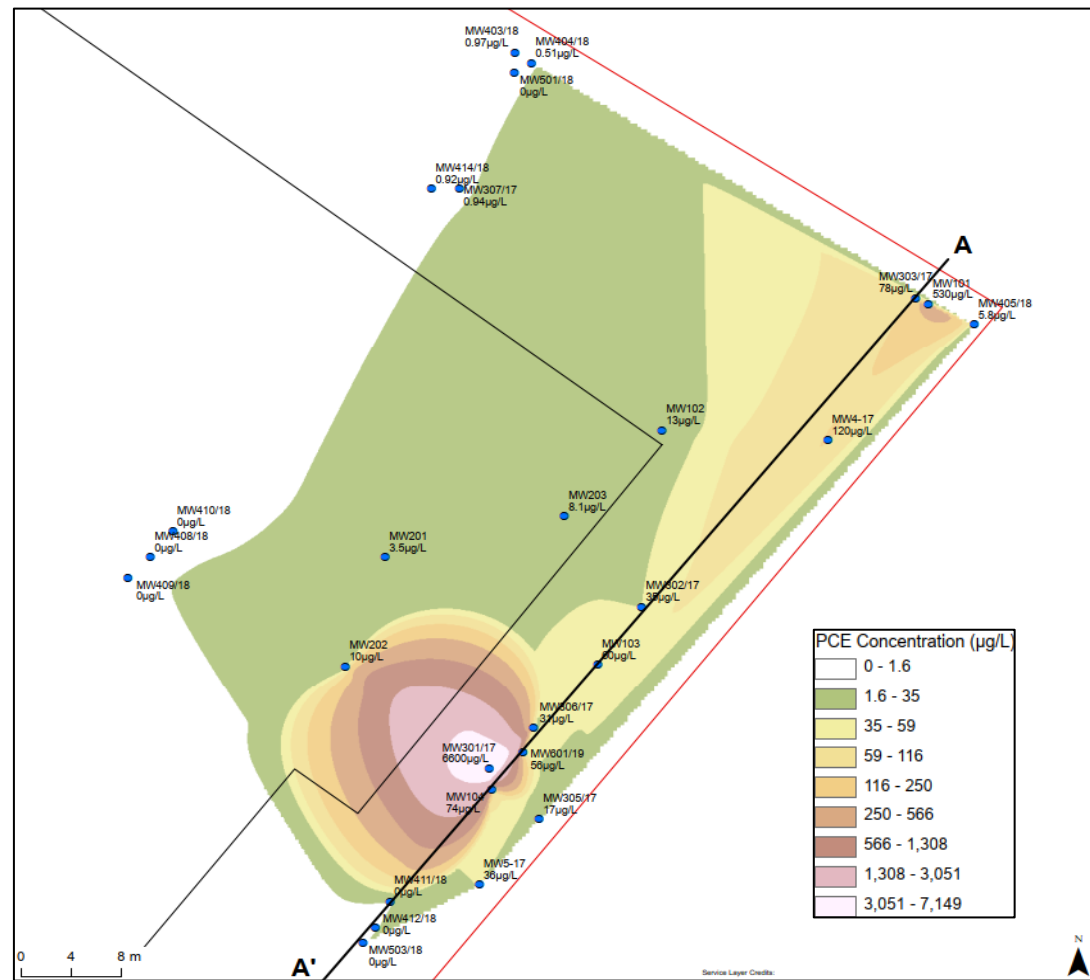 MW403/18
0.97µg/L
MW404/18
0.51µg/L
MW501/18
0µg/L
MW414/18
0.92µg/L
MW307/17
0.94µg/L
A
MW303/17
78µg/L
MW101
530µg/L
MW405/18
5.8µg/L
MW102
13µg/L
MW4-17
120µg/L
MW203
8.1µg/L
MW410/18
0µg/L
MW408/18
0µg/L
MW409/18
0µg/L
MW201
3.5µg/L
MW302/17
35µg/L
MW202
10µg/L
MW103
60µg/L
MW306/17
31µg/L
MW301/17
6600µg/L
MW601/19
56µg/L
MW104
74µg/L
MW305/17
17µg/L
MW5-17
36µg/L
MW411/18
0µg/L
MW412/18
0µg/L
MW503/18
0µg/L
A'
PCE Concentration (µg/L)
0 - 1.6
1.6 - 35
35 - 59
59 - 116
116 - 250
250 - 566
566 - 1,308
1,308 - 3,051
3,051 - 7,149
0 4 8 m
Service Layer Credits:
N